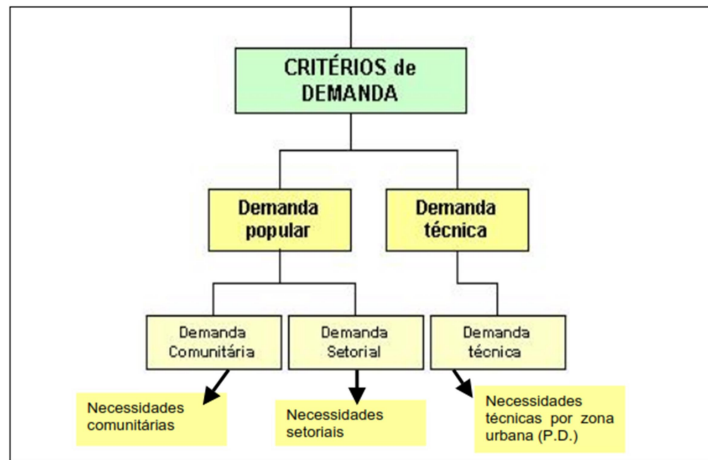 CRITÉRIOS de
DEMANDA
Demanda
popular
Demanda
técnica
Demanda
Comunitária
Demanda
Setorial
Demanda
técnica
Necessidades
comunitárias
Necessidades
setoriais
Necessidades
técnicas por zona
urbana (P.D.)